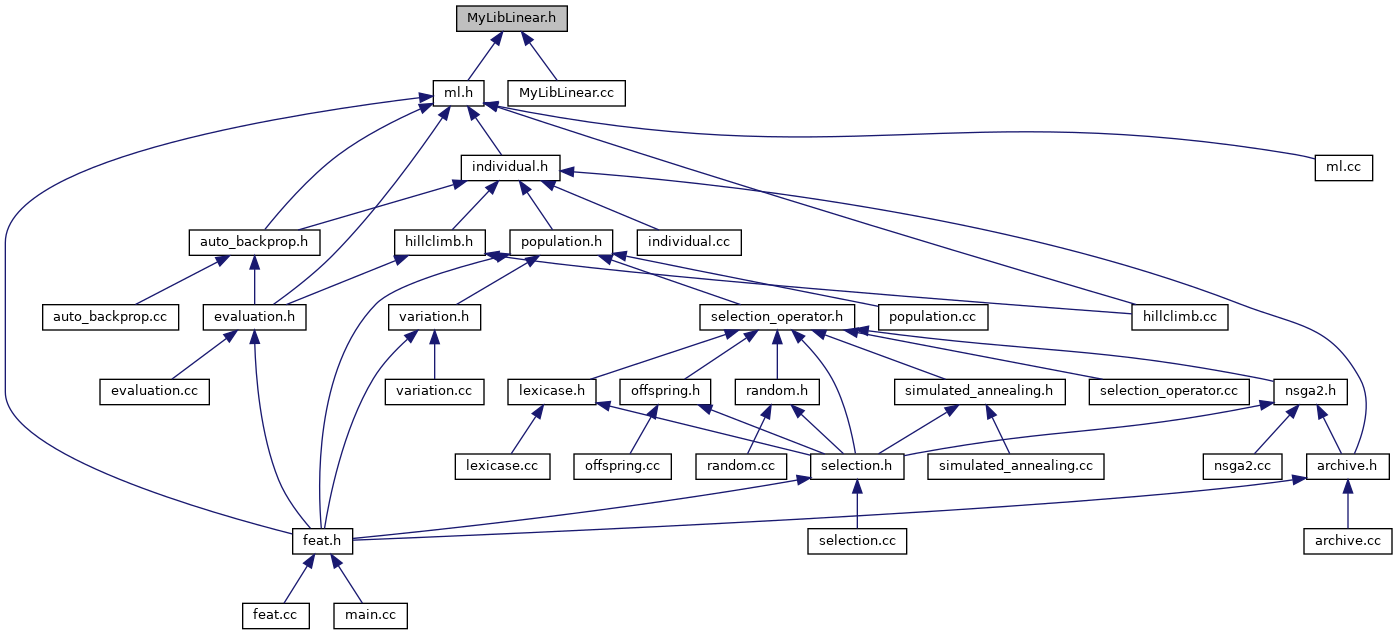 MyLibLinear.h
ml.h
MyLibLinear.cc
individual.h
ml.cc
auto_backprop.h
hillclimb.h
population.h
individual.cc
auto_backprop.cc
evaluation.h
variation.h
selection_operator.h
population.cc
hillclimb.cc
evaluation.cc
variation.cc
lexicase.h
offspring.h
random.h
simulated_annealing.h
selection_operator.cc
nsga2.h
lexicase.cc
offspring.cc
random.cc
selection.h
simulated_annealing.cc
nsga2.cc
archive.h
feat.h
selection.cc
archive.cc
feat.cc
main.cc